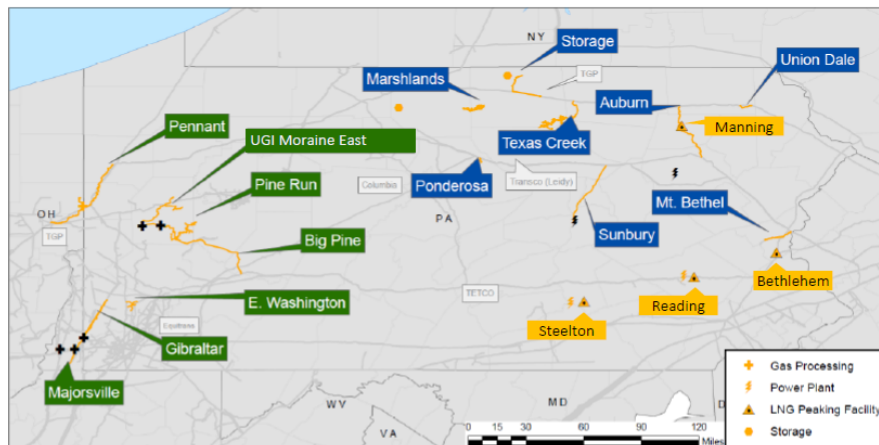 NY
Storage
TGP
Union Dale
Marshlands
Auburn
Pennant
Manning
UGI Moraine East
Texas Creek
Pine Run
Columbia
Ponderosa
Transco (Leidy)
Mt. Bethel
OH
PA
TGP
Big Pine
Sunbury
Bethlehem
E. Washington
TETCO
Reading
Steelton
Equitrans
Gibraltar
Majorsville
WV
MD
VA
D
0 15 30 60 90 120
Miles
Gas Processing
Power Plant
LNG Peaking Facility
Storage